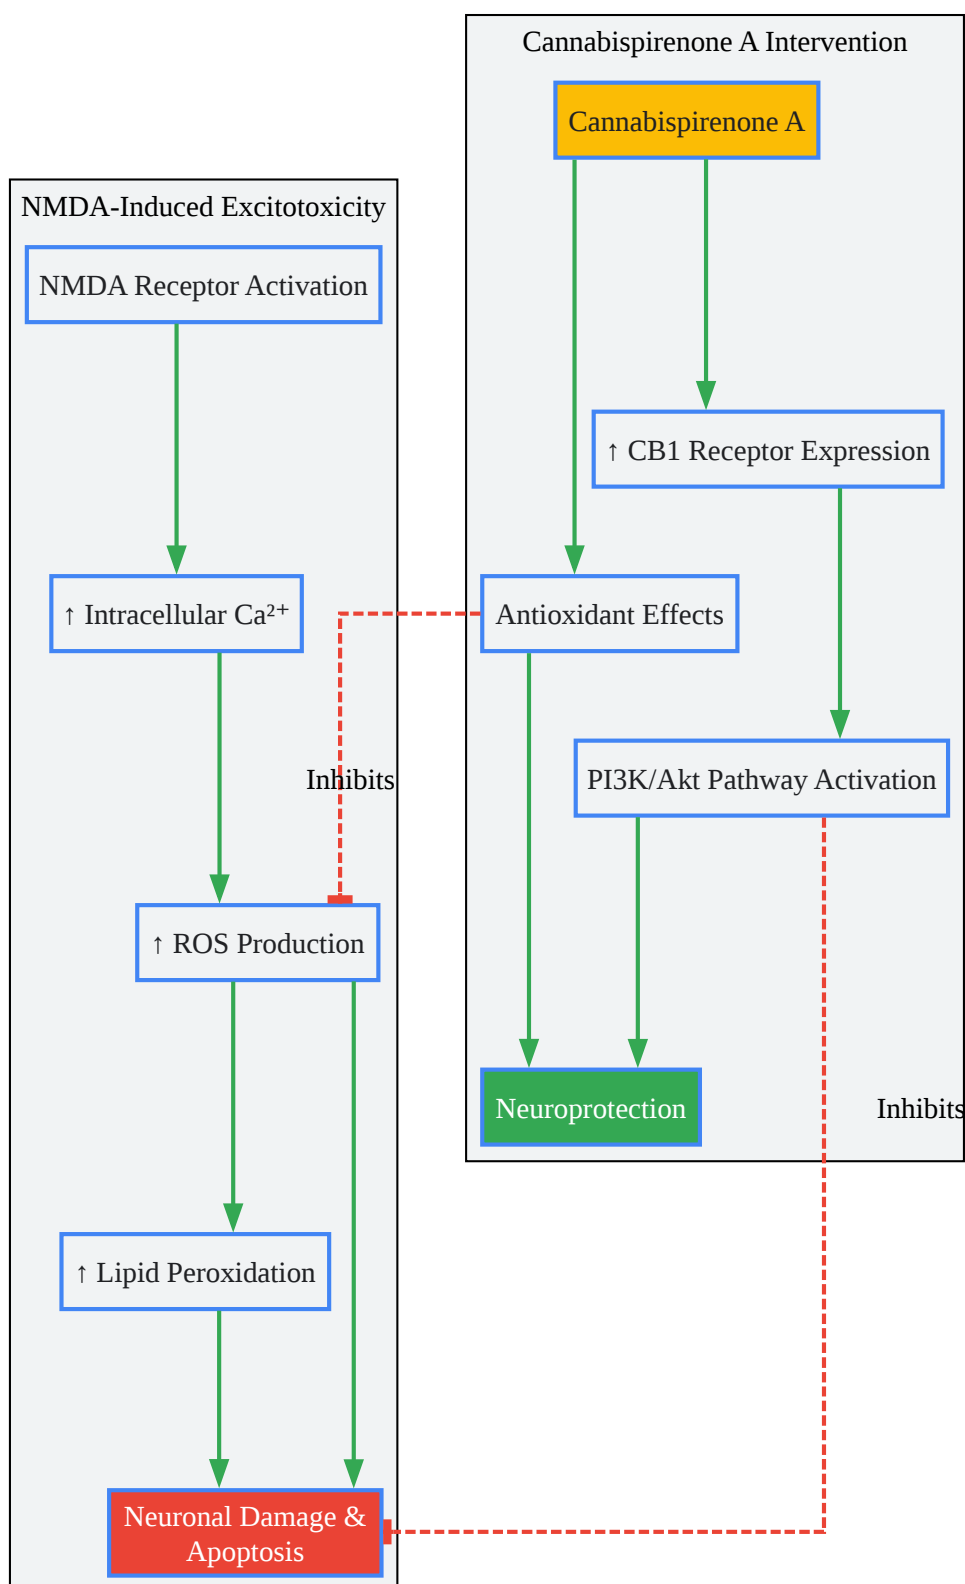 Cannabispirenone A Intervention
Cannabispirenone A
NMDA-Induced Excitotoxicity
NMDA Receptor Activation
↑ CB1 Receptor Expression
↑ Intracellular Ca²⁺
Antioxidant Effects
Inhibits
PI3K/Akt Pathway Activation
↑ ROS Production
Neuroprotection
Inhibits
↑ Lipid Peroxidation
Neuronal Damage &
Apoptosis